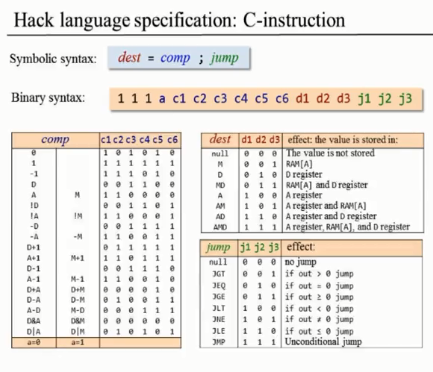 Hack language specification: C-instruction
Symbolic syntax: dest = comp ; jump
Binary syntax: 1 1 1 a c1 c2 c3 c4 c5 c6 d1 d2 d3 j1 j2 j3
comp c1 c2 c3 c4 c5 c6
0 1 0 1 0 1 0
1 1 1 1 1 1 1
-1 1 1 1 0 1 0
D 0 0 1 1 0 0
A M 1 1 0 0 0 0
!D 0 0 1 1 0 1
!A !M 1 1 0 0 0 1
-D 0 0 1 1 1 1
-A -M 1 1 0 0 1 1
D+1 0 1 1 1 1 1
A+1 M+1 1 1 0 1 1 1
D-1 0 0 1 1 1 0
A-1 M-1 1 1 0 0 1 0
D+A D+M 0 0 0 0 1 0
D-A D-M 0 1 0 0 1 1
A-D M-D 0 0 0 1 1 1
D&A D&M 0 0 0 0 0 0
D|A D|M 0 1 0 1 0 1
a=0 a=1
dest d1 d2 d3 effect: the value is stored in:
null 0 0 0 The value is not stored
M 0 0 1 RAM[A]
D 0 1 0 D register
MD 0 1 1 RAM[A] and D register
A 1 0 0 A register
AM 1 0 1 A register and RAM[A]
AD 1 1 0 A register and D register
AMD 1 1 1 A register, RAM[A], and D register
jump j1 j2 j3 effect:
null 0 0 0 no jump
JGT 0 0 1 if out > 0 jump
JEQ 0 1 0 if out = 0 jump
JGE 0 1 1 if out ≥ 0 jump
JLT 1 0 0 if out < 0 jump
JNE 1 0 1 if out ≠ 0 jump
JLE 1 1 0 if out ≤ 0 jump
JMP 1 1 1 Unconditional jump